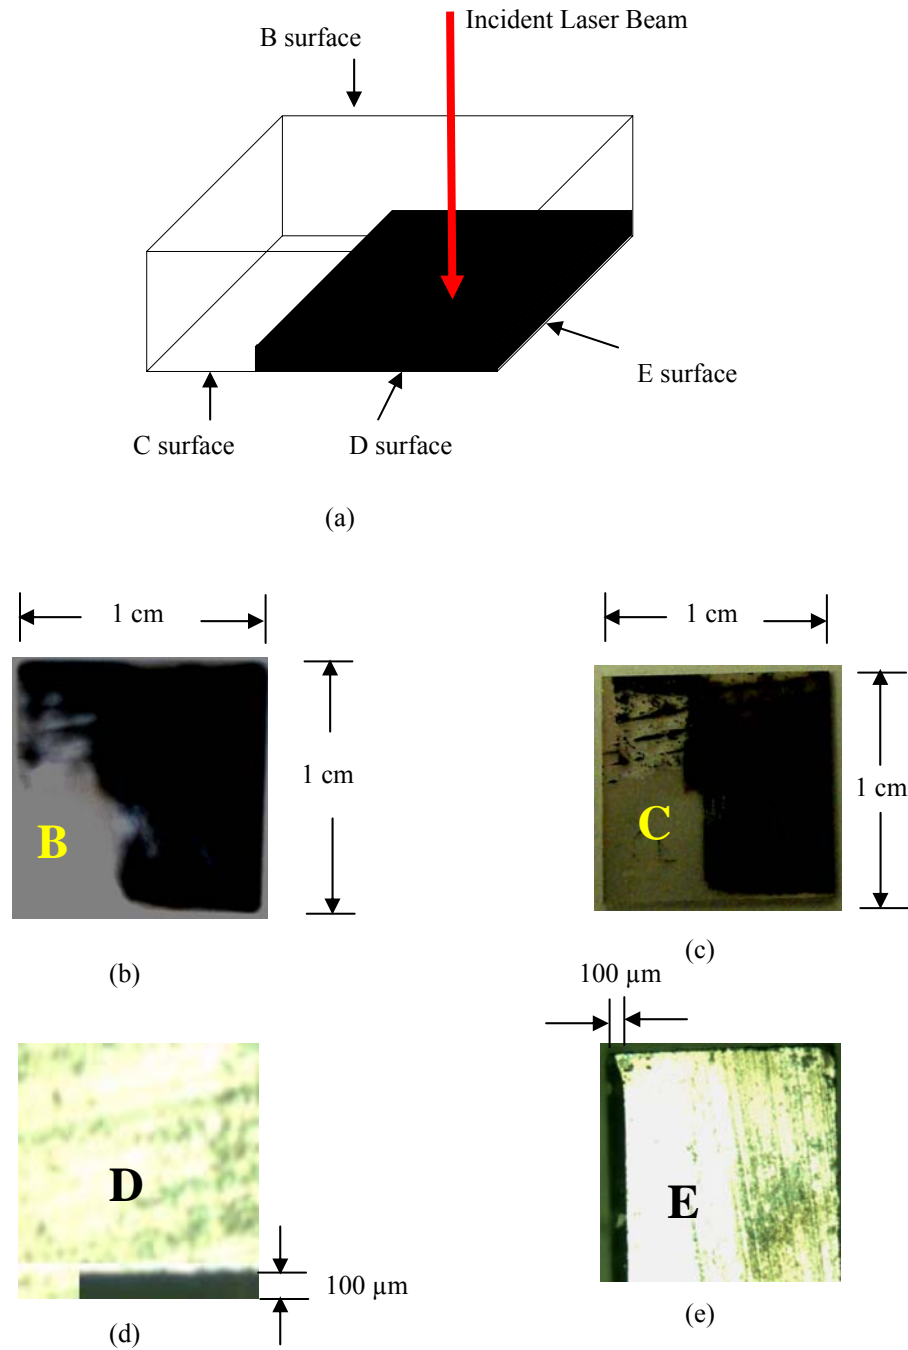 Incident Laser Beam
B surface
E surface
C surface
D surface
(a)
1 cm
1 cm
1 cm
1 cm
B
C
(b)
(c)
100 µm
D
E
100 µm
(d)
(e)